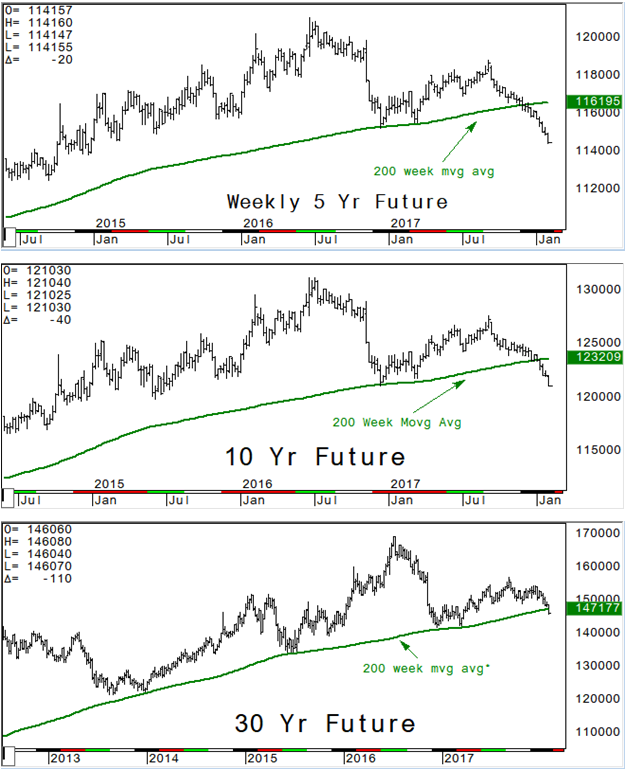 O= 114157
H= 114160
L= 114147
L= 114155
Δ= -20
120000
118000
116195
116000
114000
112000
200 week mvg avg
Weekly 5 Yr Future
2015 2016 2017
Jul Jan Jul Jan Jul Jan Jul Jan
O= 121030
H= 121040
L= 121025
L= 121030
Δ= -40
130000
125000
123209
120000
115000
200 Week Movg Avg
10 Yr Future
2015 2016 2017
Jul Jan Jul Jan Jul Jan Jul Jan
O= 146060
H= 146080
L= 146040
L= 146070
Δ= -110
170000
160000
150000
147177
140000
130000
120000
110000
200 week mvg avg*
30 Yr Future
2013 2014 2015 2016 2017